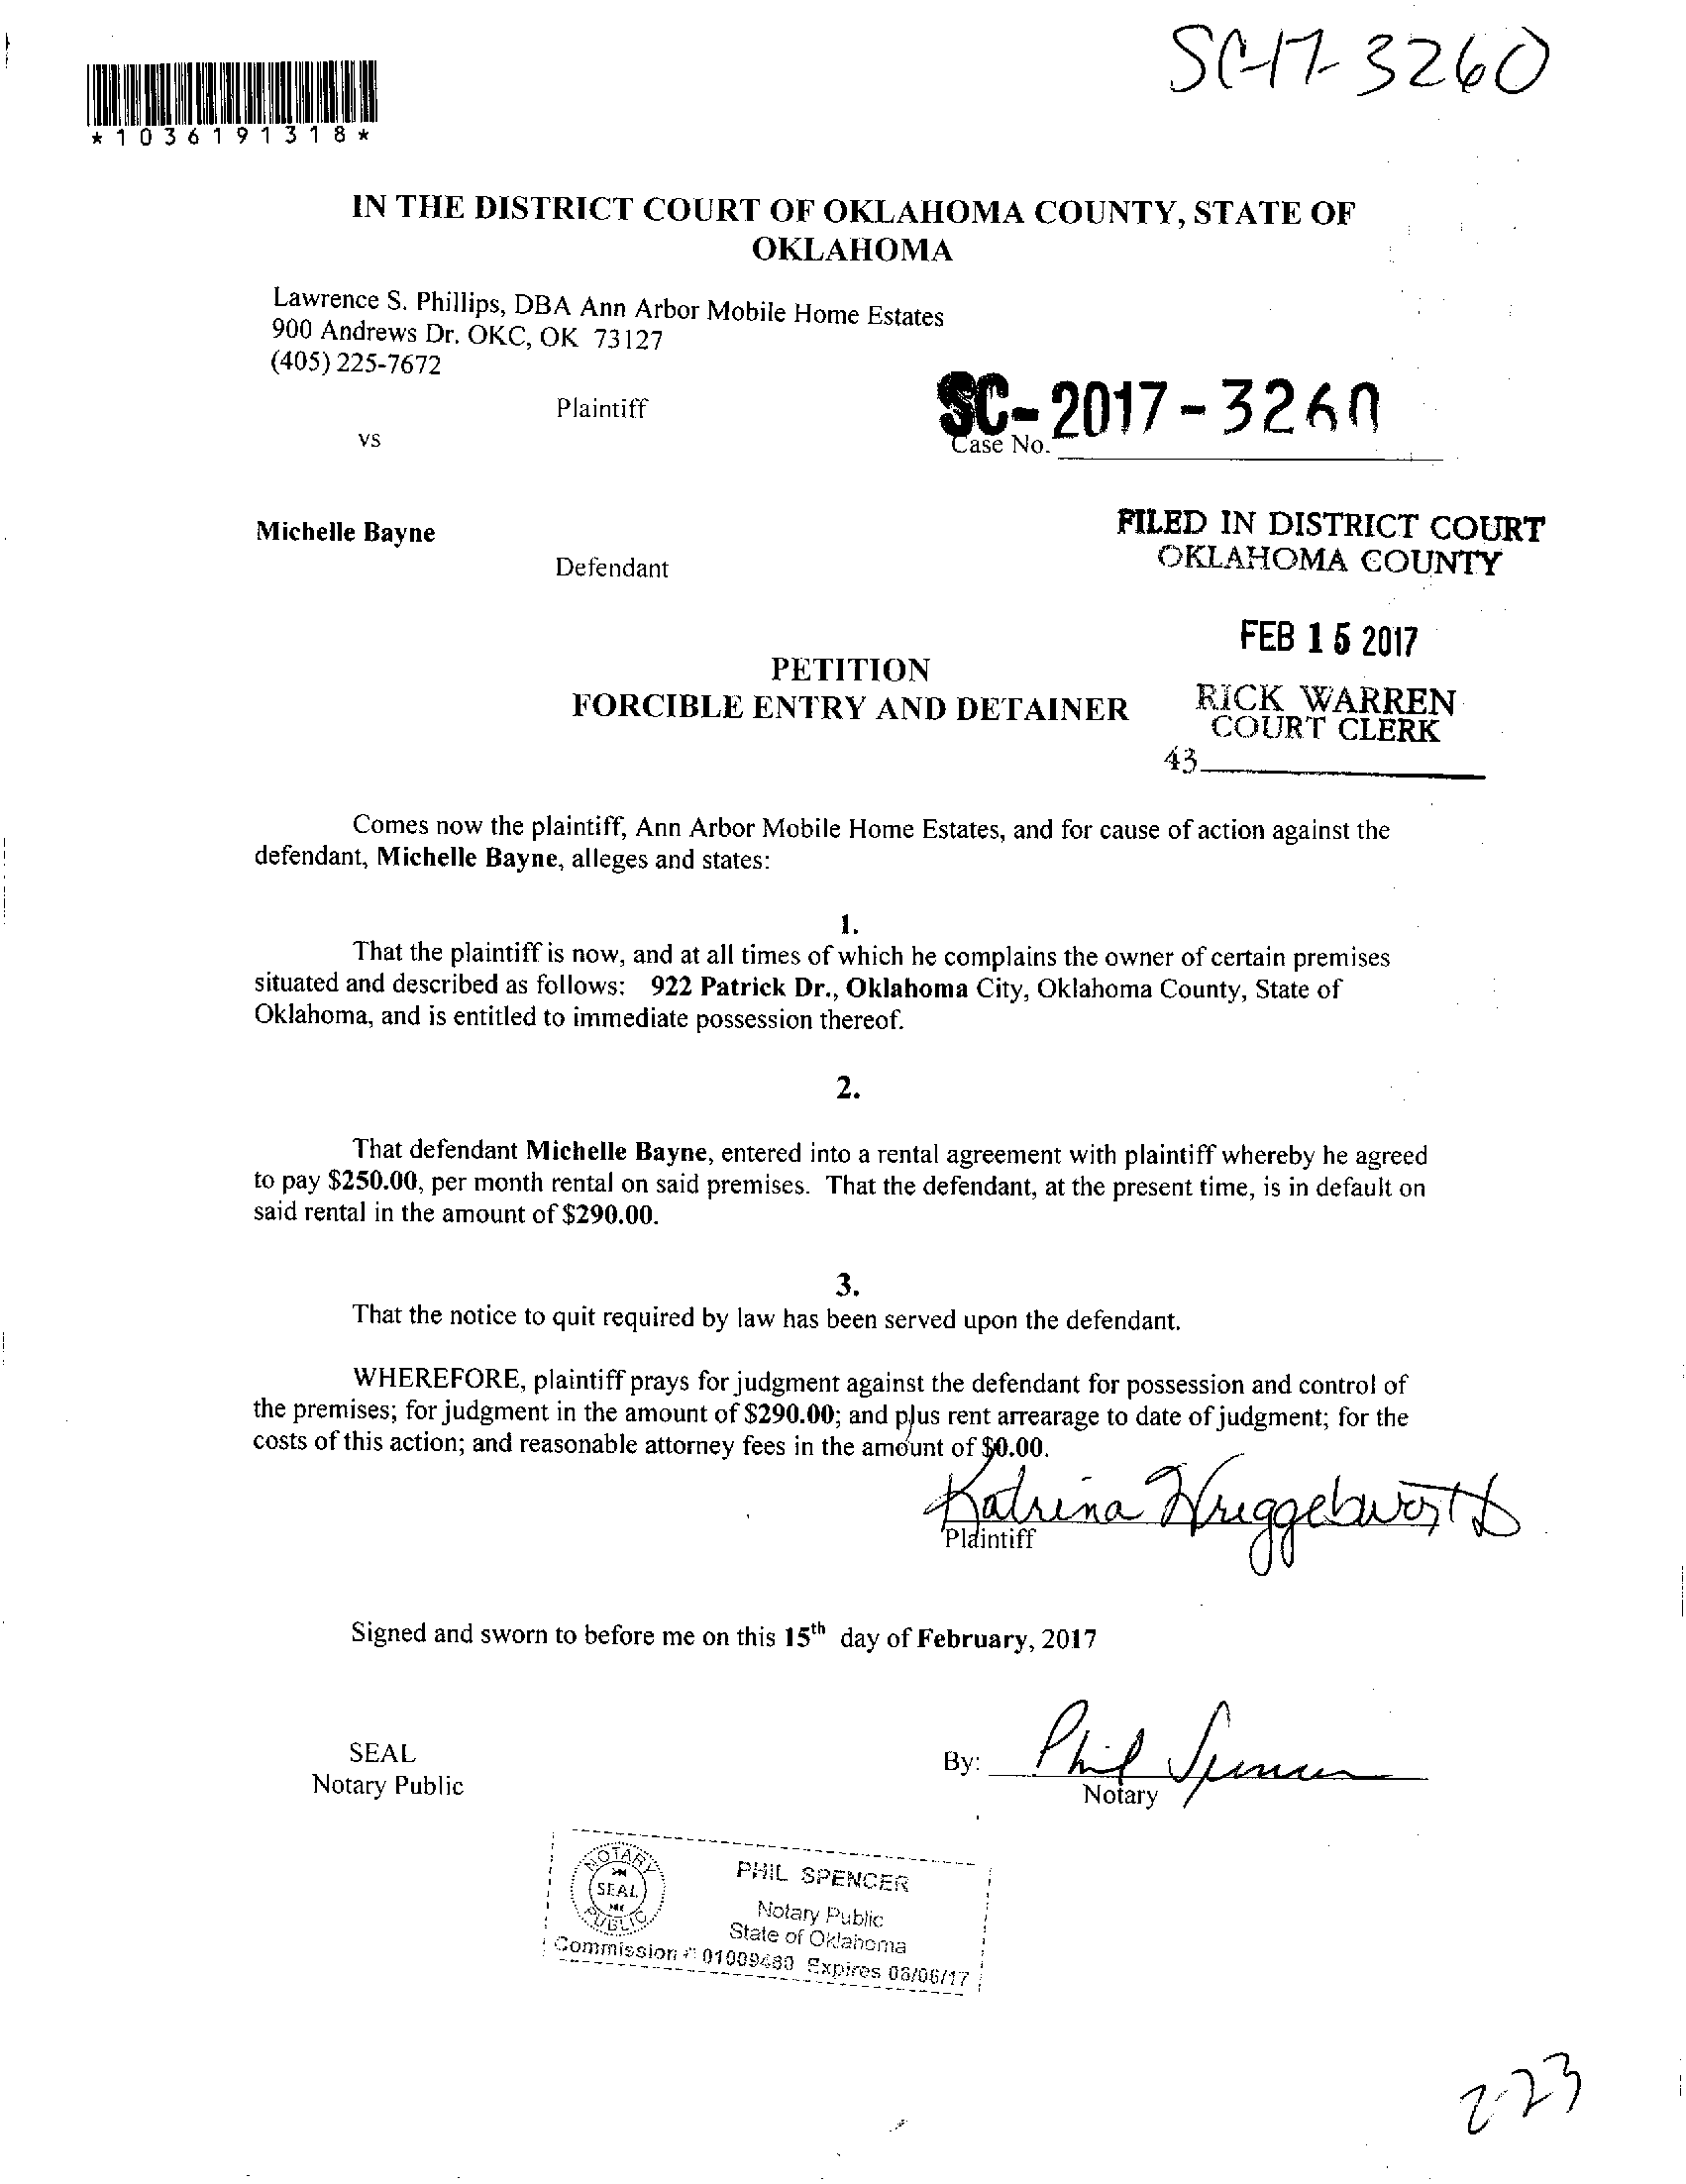 SC-17-3260
*1036191318*
IN THE DISTRICT COURT OF OKLAHOMA COUNTY, STATE OF
OKLAHOMA
Lawrence S. Phillips, DBA Ann Arbor Mobile Home Estates
900 Andrews Dr. OKC, OK 73127
(405) 225-7672
Plaintiff
vs
SC-2017-3260
Case No.
Michelle Bayne
Defendant
FILED IN DISTRICT COURT
OKLAHOMA COUNTY
FEB 15 2017
RICK WARREN
COURT CLERK
43
PETITION
FORCIBLE ENTRY AND DETAINER
Comes now the plaintiff, Ann Arbor Mobile Home Estates, and for cause of action against the
defendant, Michelle Bayne, alleges and states:
1.
That the plaintiff is now, and at all times of which he complains the owner of certain premises
situated and described as follows: 922 Patrick Dr., Oklahoma City, Oklahoma County, State of
Oklahoma, and is entitled to immediate possession thereof.
2.
That defendant Michelle Bayne, entered into a rental agreement with plaintiff whereby he agreed
to pay $250.00, per month rental on said premises. That the defendant, at the present time, is in default on
said rental in the amount of $290.00.
3.
That the notice to quit required by law has been served upon the defendant.
WHEREFORE, plaintiff prays for judgment against the defendant for possession and control of
the premises; for judgment in the amount of $290.00; and plus rent arrearage to date of judgment; for the
costs of this action; and reasonable attorney fees in the amount of $0.00.
Katrina
Plaintiff
Signed and sworn to before me on this 15th day of February, 2017
SEAL
Notary Public
By: Phil Spencer
Notary
NOTARY
SEAL
PUBLIC
PHIL SPENCER
Notary Public
State of Oklahoma
Commission # 01009480 Expires 08/06/17
2-23